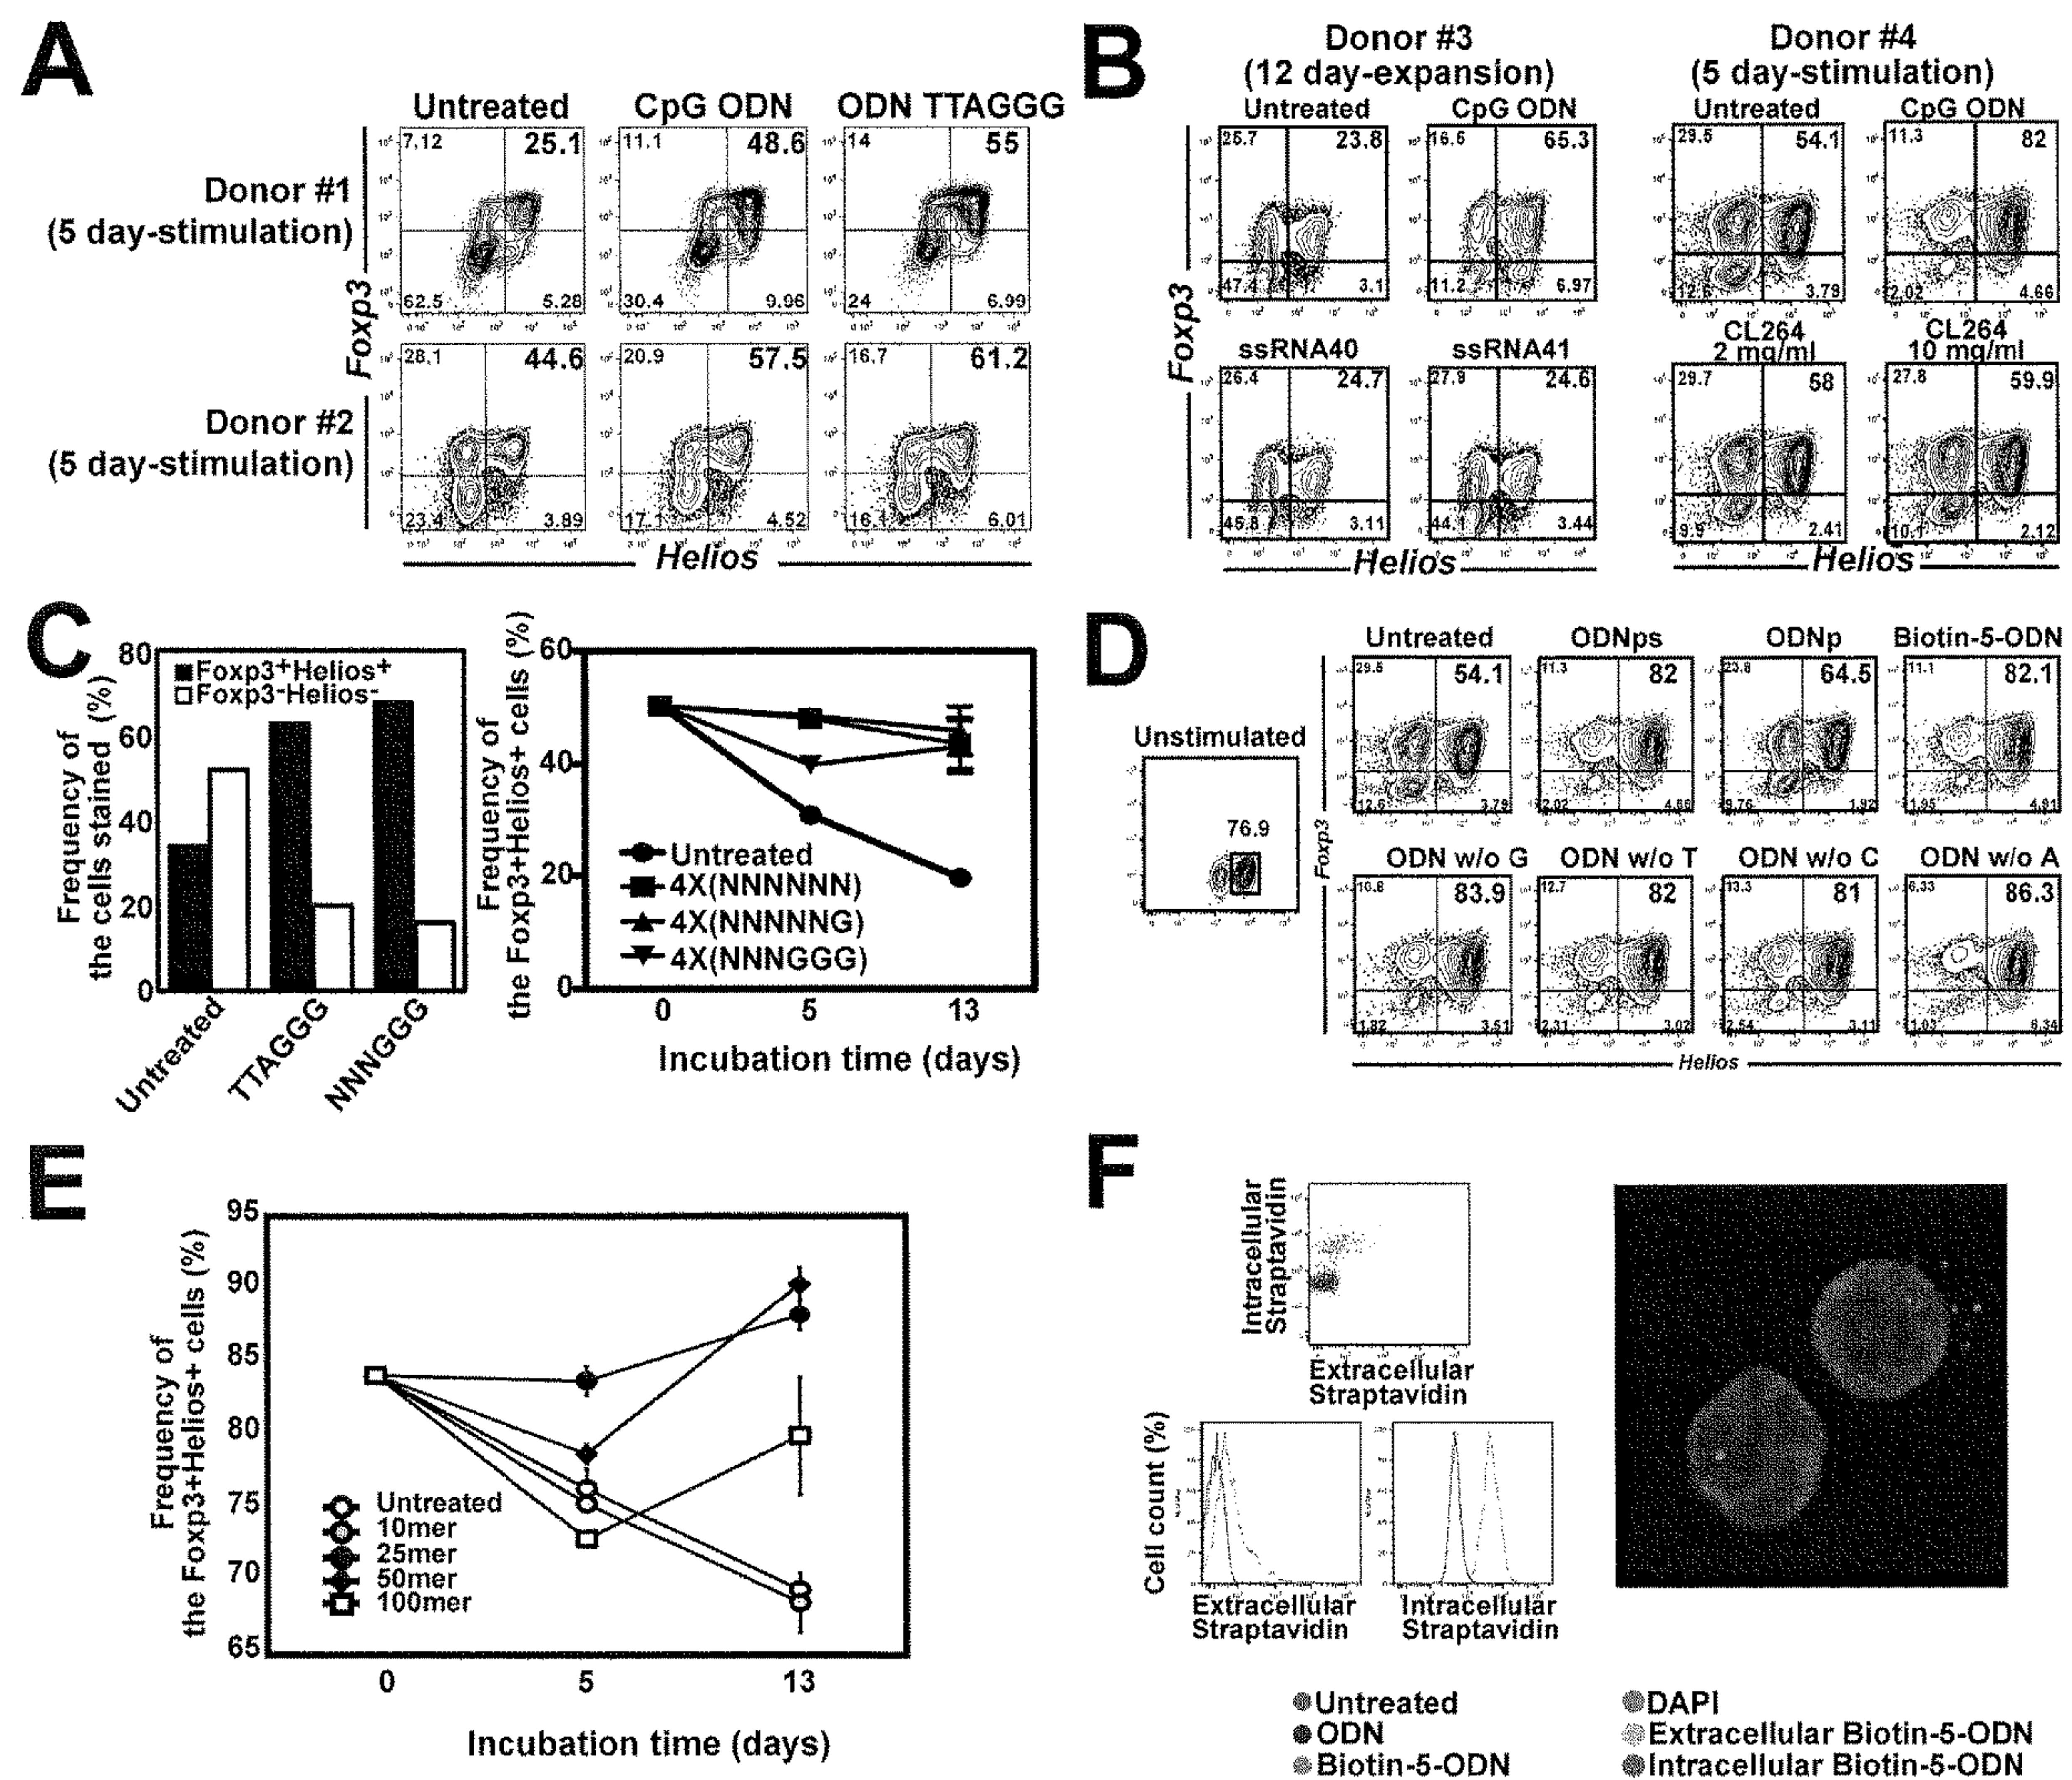 A
Untreated
CpG ODN
ODN TTAGGG
Donor #1
(5 day-stimulation)
7.12
25.1
62.5
5.28
11.1
48.6
30.4
9.96
14
55
24
6.99
Donor #2
(5 day-stimulation)
28.1
44.6
23.4
3.89
20.9
57.5
17.1
4.52
16.7
61.2
16.1
6.01
Foxp3
Helios
B
Donor #3
(12 day-expansion)
Donor #4
(5 day-stimulation)
Untreated
CpG ODN
Untreated
CpG ODN
25.7
23.8
47.4
3.1
16.5
65.3
11.2
6.97
29.5
54.1
12.6
3.79
11.3
82
2.02
4.66
ssRNA40
ssRNA41
CL264
2 mg/ml
CL264
10 mg/ml
26.4
24.7
45.8
3.11
27.9
24.6
44.1
3.44
29.7
58
9.9
2.41
27.8
59.9
10.1
2.12
Foxp3
Helios
Helios
C
Frequency of
the cells stained (%)
80
60
40
20
0
Foxp3+Helios+
Foxp3-Helios-
Untreated
TTAGGG
NNNGGG
Frequency of
the Foxp3+Helios+ cells (%)
60
40
20
0
Untreated
4X(NNNNNN)
4X(NNNNNG)
4X(NNNGGG)
0
5
13
Incubation time (days)
D
Unstimulated
76.9
Untreated
ODNps
ODNp
Biotin-5-ODN
29.5
54.1
12.6
3.79
11.3
82
2.02
4.66
23.8
64.5
9.76
1.92
11.1
82.1
1.95
4.81
ODN w/o G
ODN w/o T
ODN w/o C
ODN w/o A
10.8
83.9
1.82
3.51
12.7
82
2.31
3.02
13.3
81
2.54
3.11
6.33
86.3
1.03
6.34
Foxp3
Helios
E
Frequency of
the Foxp3+Helios+ cells (%)
95
90
85
80
75
70
65
Untreated
10mer
25mer
50mer
100mer
0
5
13
Incubation time (days)
F
Intracellular
Straptavidin
Extracellular
Straptavidin
Cell count (%)
Extracellular
Straptavidin
Intracellular
Straptavidin
Untreated
ODN
Biotin-5-ODN
DAPI
Extracellular Biotin-5-ODN
Intracellular Biotin-5-ODN